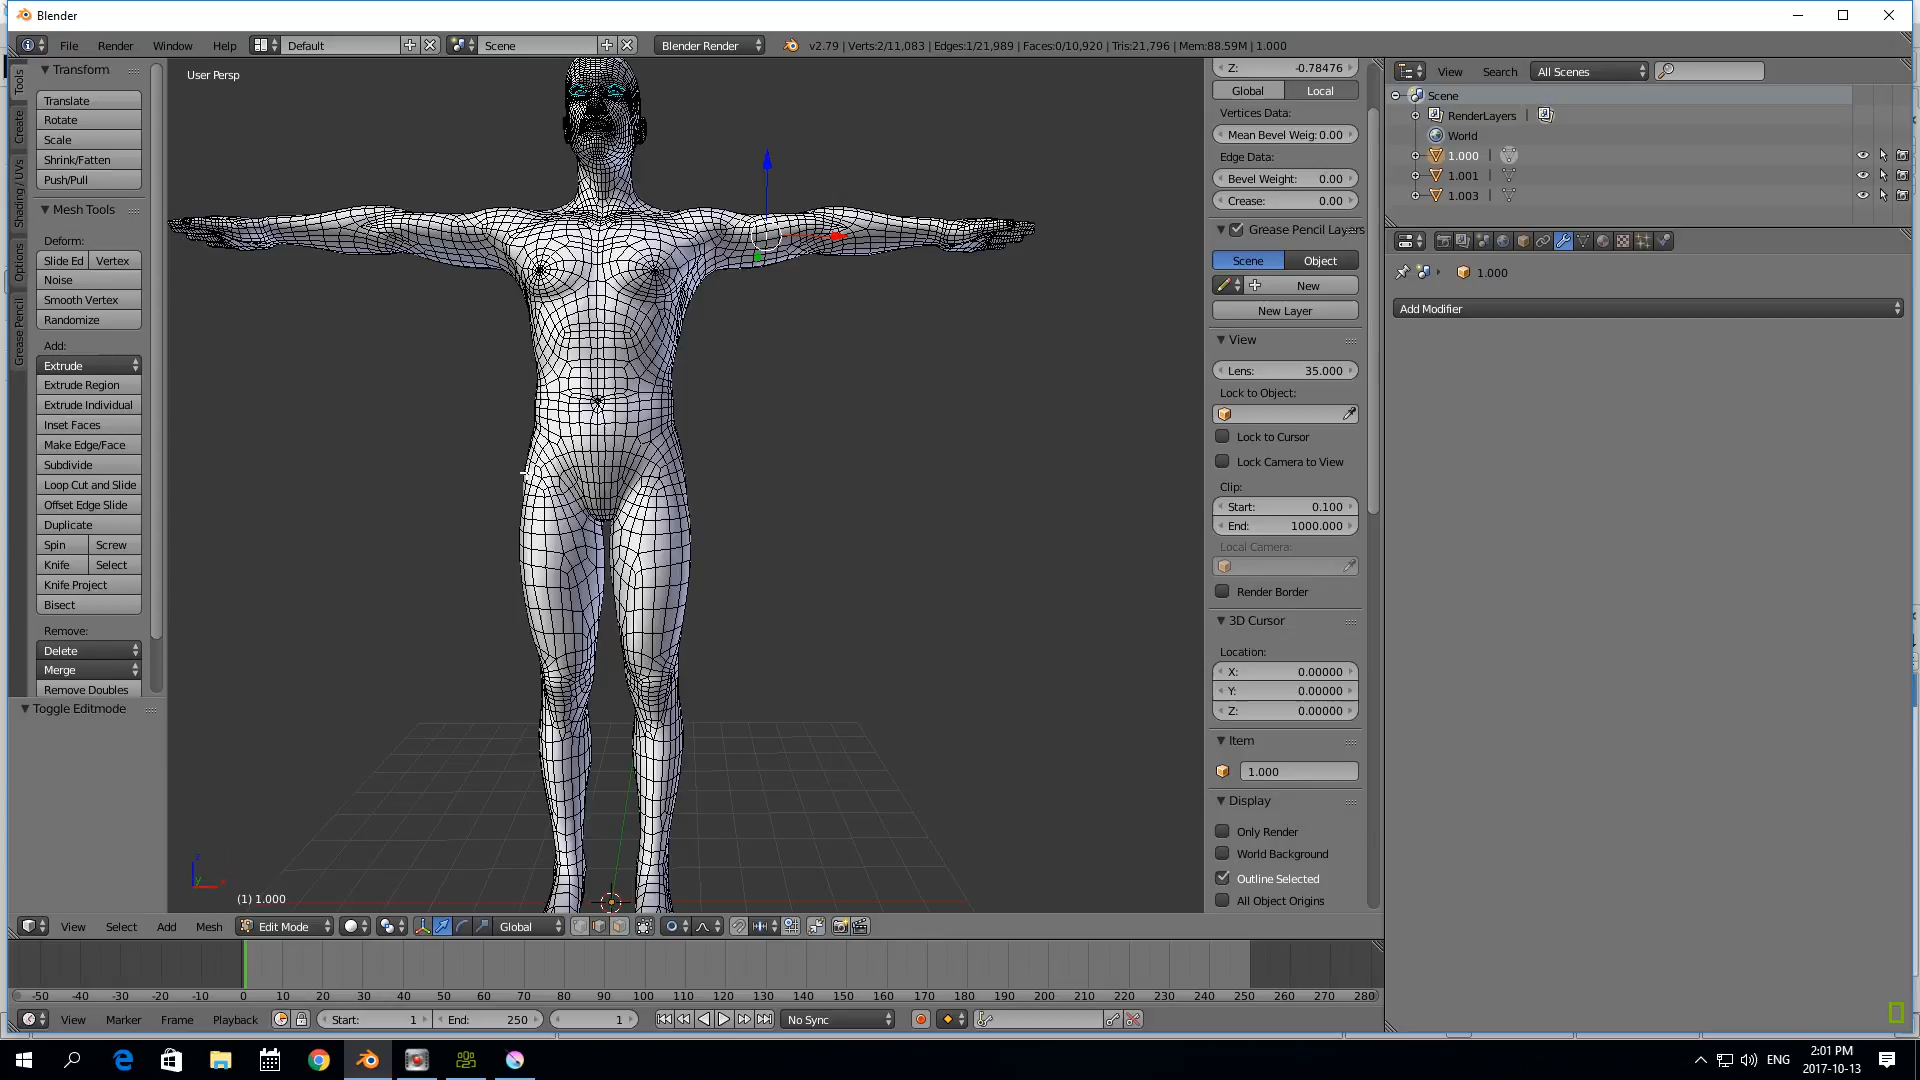 Blender
File Render Window Help Default Scene Blender Render v2.79 | Verts:2/11,083 | Edges:1/21,989 | Faces:0/10,920 | Tris:21,796 | Mem:88.59M | 1.000
Tools
Create
Shading / UVs
Options
Grease Pencil
Transform
Translate
Rotate
Scale
Shrink/Fatten
Push/Pull
Mesh Tools
Deform:
Slide Ed Vertex
Noise
Smooth Vertex
Randomize
Add:
Extrude
Extrude Region
Extrude Individual
Inset Faces
Make Edge/Face
Subdivide
Loop Cut and Slide
Offset Edge Slide
Duplicate
Spin Screw
Knife Select
Knife Project
Bisect
Remove:
Delete
Merge
Remove Doubles
Toggle Editmode
User Persp
z
y
x
(1) 1.000
Z: -0.78476
Global Local
Vertices Data:
Mean Bevel Weig: 0.00
Edge Data:
Bevel Weight: 0.00
Crease: 0.00
Grease Pencil Layers
Scene Object
New
New Layer
View
Lens: 35.000
Lock to Object:
Lock to Cursor
Lock Camera to View
Clip:
Start: 0.100
End: 1000.000
Local Camera:
Render Border
3D Cursor
Location:
X: 0.00000
Y: 0.00000
Z: 0.00000
Item
1.000
Display
Only Render
World Background
Outline Selected
All Object Origins
View Search All Scenes
Scene
RenderLayers |
World
1.000 |
1.001 |
1.003 |
1.000
Add Modifier
View Select Add Mesh Edit Mode Global
-50 -40 -30 -20 -10 0 10 20 30 40 50 60 70 80 90 100 110 120 130 140 150 160 170 180 190 200 210 220 230 240 250 260 270 280
View Marker Frame Playback Start: 1 End: 250 1 No Sync
ENG 2:01 PM
2017-10-13